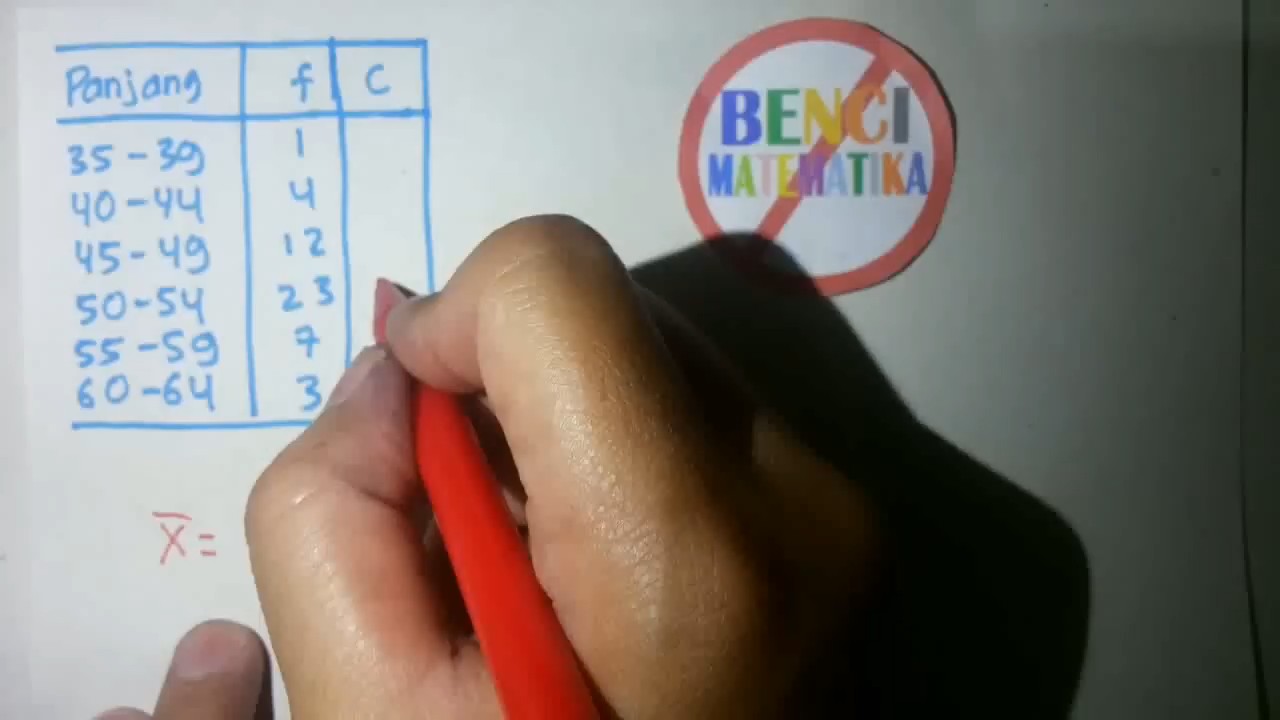 Panjang f C
35-39 1
40-44 4
45-49 12
50-54 23
55-59 7
60-64 3
BENCI
MATEMATIKA
x̄ =